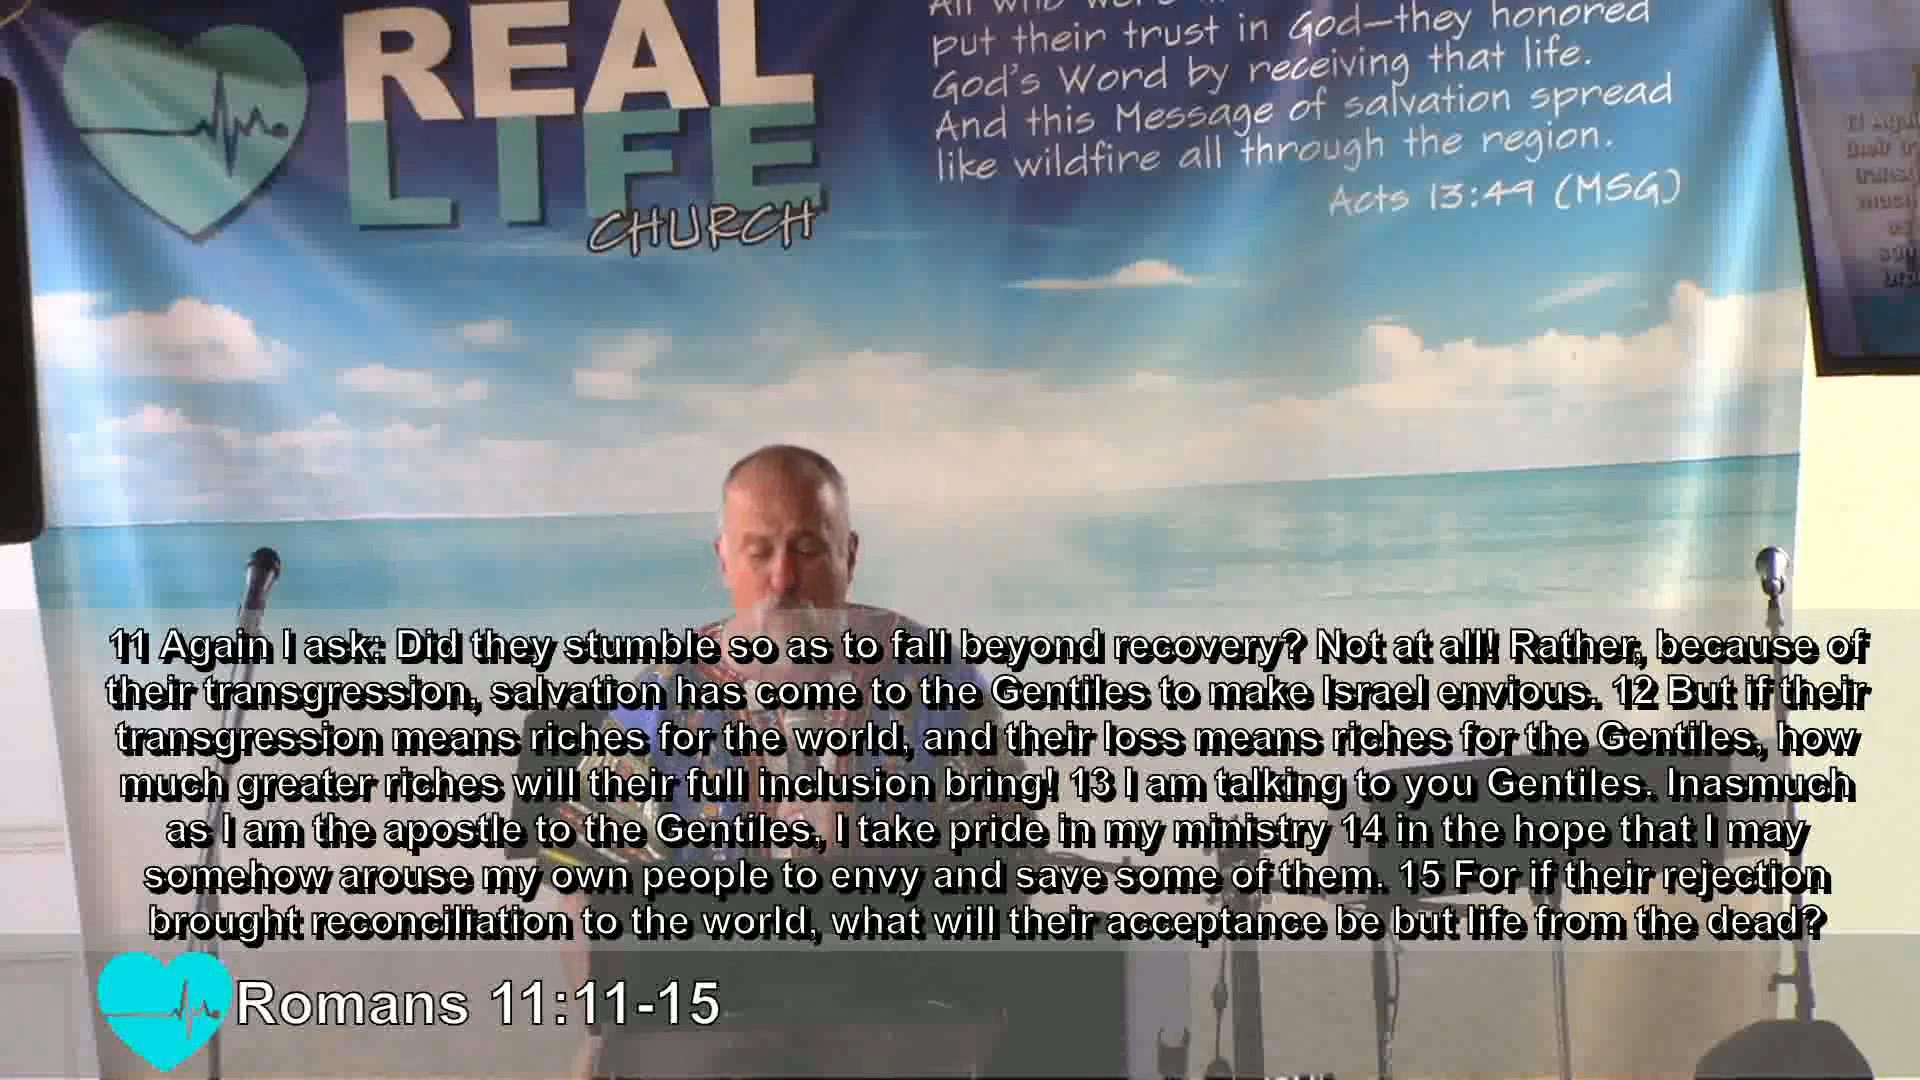 REAL
LIFE
CHURCH
All who were
put their trust in God—they honored
God's Word by receiving that life.
And this Message of salvation spread
like wildfire all through the region.
Acts 13:49 (MSG)
11 Again I ask: Did they stumble so as to fall beyond recovery? Not at all! Rather, because of
their transgression, salvation has come to the Gentiles to make Israel envious. 12 But if their
transgression means riches for the world, and their loss means riches for the Gentiles, how
much greater riches will their full inclusion bring! 13 I am talking to you Gentiles. Inasmuch
as I am the apostle to the Gentiles, I take pride in my ministry 14 in the hope that I may
somehow arouse my own people to envy and save some of them. 15 For if their rejection
brought reconciliation to the world, what will their acceptance be but life from the dead?
Romans 11:11-15